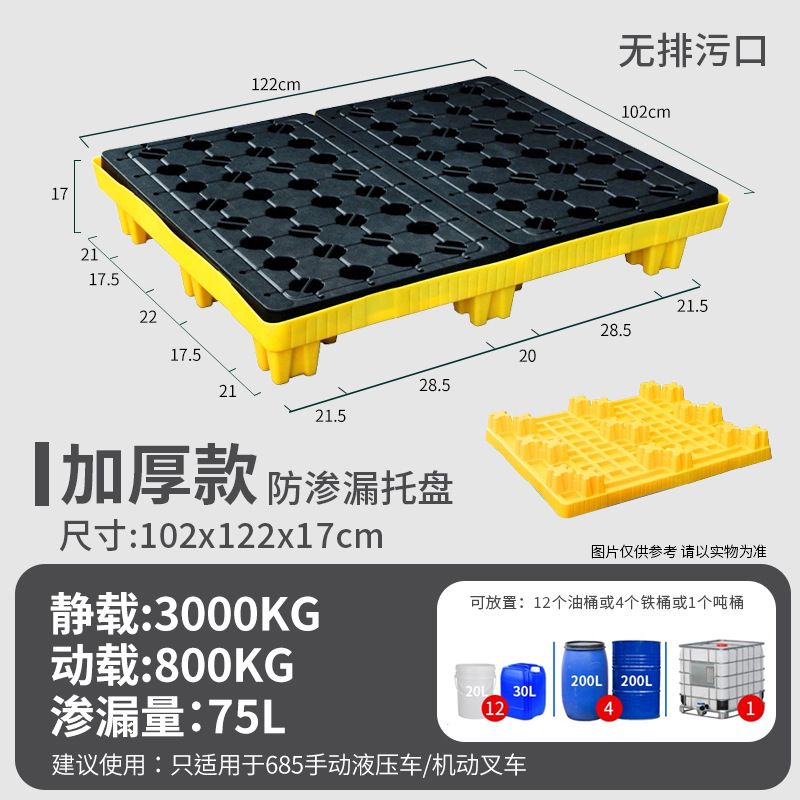 无排污口
122cm
102cm
17
21
17.5
22
17.5
21
21.5
28.5
20
28.5
21.5
加厚款 防渗漏托盘
尺寸:102x122x17cm
图片仅供参考 请以实物为准
静载:3000KG
动载:800KG
渗漏量:75L
建议使用：只适用于685手动液压车/机动叉车
可放置：12个油桶或4个铁桶或1个吨桶
20L
30L
12
200L
200L
4
1